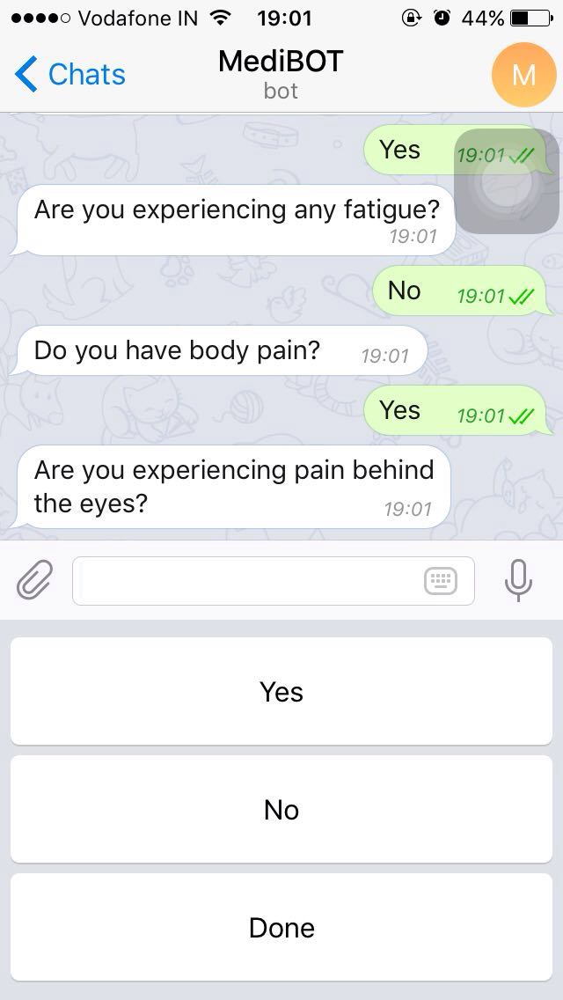 Vodafone IN 19:01 44%
Chats MediBOT M
bot
Yes 19:01
Are you experiencing any fatigue?
19:01
No 19:01
Do you have body pain? 19:01
Yes 19:01
Are you experiencing pain behind
the eyes? 19:01
Yes
No
Done